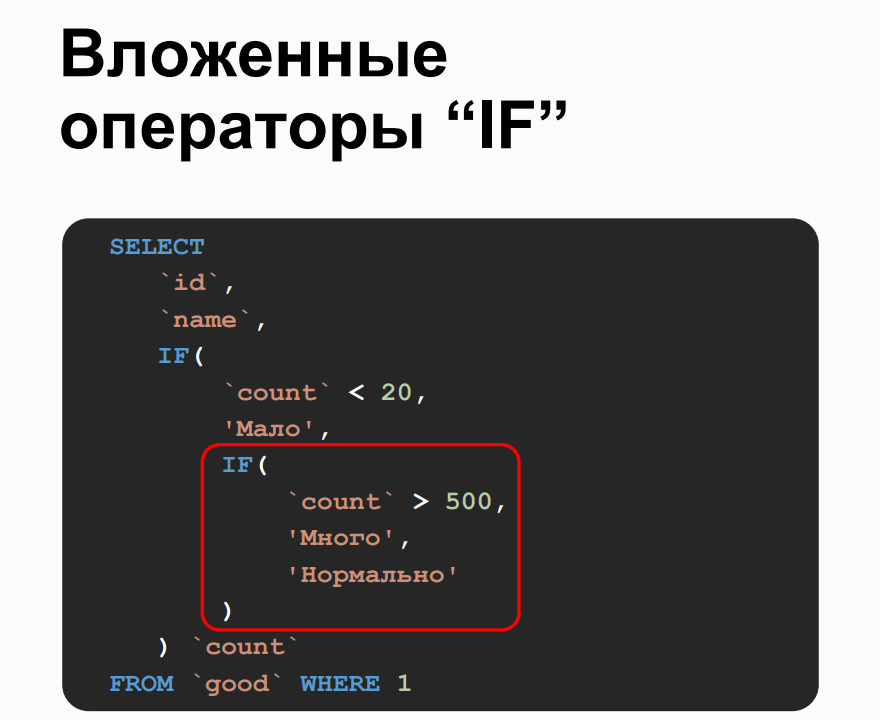 Вложенные
операторы “IF”
SELECT
`id`,
`name`,
IF(
`count` < 20,
'Мало',
IF(
`count` > 500,
'Много',
'Нормально'
)
) `count`
FROM `good` WHERE 1